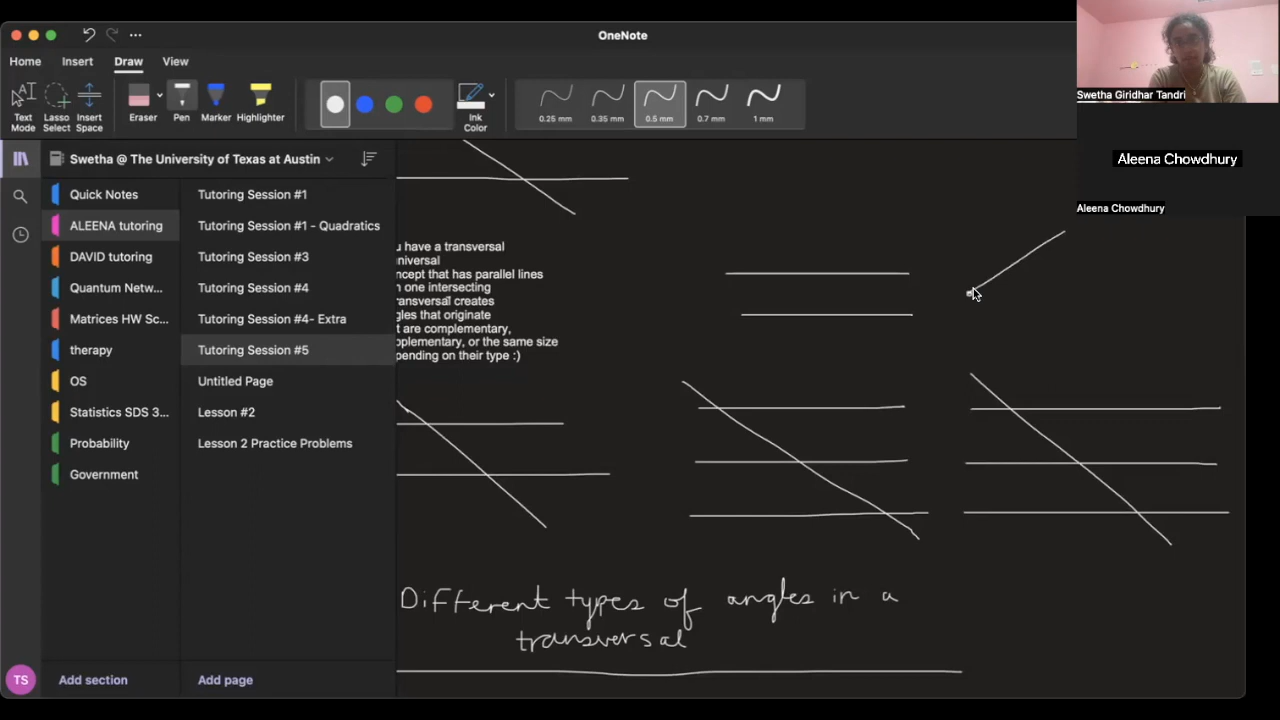 OneNote
Home Insert Draw View
Text Mode
Lasso Select
Insert Space
Eraser
Pen
Marker
Highlighter
Ink Color
0.25 mm
0.35 mm
0.5 mm
0.7 mm
1 mm
Swetha Giridhar Tandri
Aleena Chowdhury
Aleena Chowdhury
Swetha @ The University of Texas at Austin
Quick Notes
ALEENA tutoring
DAVID tutoring
Quantum Netw...
Matrices HW Sc...
therapy
OS
Statistics SDS 3...
Probability
Government
Tutoring Session #1
Tutoring Session #1 - Quadratics
Tutoring Session #3
Tutoring Session #4
Tutoring Session #4- Extra
Tutoring Session #5
Untitled Page
Lesson #2
Lesson 2 Practice Problems
u have a transversal
niversal
ncept that has parallel lines
n one intersecting
ransversal creates
gles that originate
t are complementary,
pplementary, or the same size
pending on their type :)
Different types of angles in a
transversal
TS
Add section
Add page